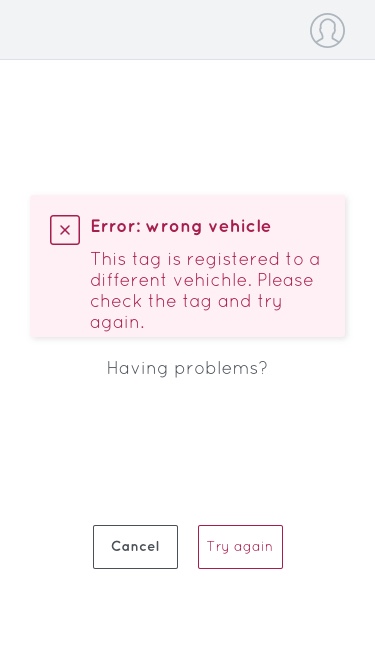 Error: wrong vehicle
This tag is registered to a
different vehichle. Please
check the tag and try
again.
Having problems?
Cancel
Try again